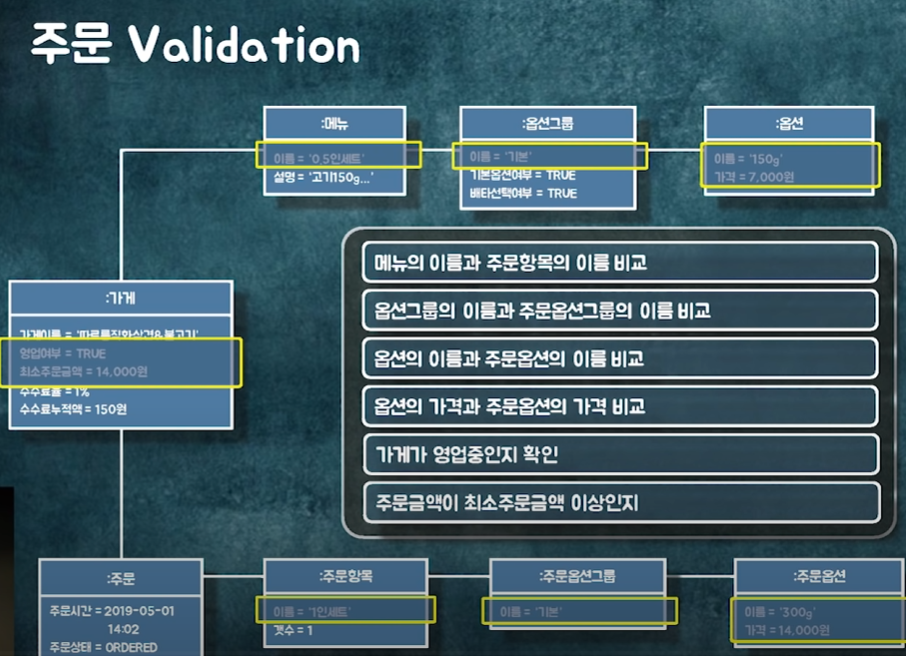 주문 Validation
:메뉴
이름 = '0.5인세트'
설명 = '고기150g...'
:옵션그룹
이름 = '기본'
기본옵션여부 = TRUE
배타선택여부 = TRUE
:옵션
이름 = '150g'
가격 = 7,000원
메뉴의 이름과 주문항목의 이름 비교
옵션그룹의 이름과 주문옵션그룹의 이름 비교
옵션의 이름과 주문옵션의 이름 비교
옵션의 가격과 주문옵션의 가격 비교
가게가 영업중인지 확인
주문금액이 최소주문금액 이상인지
:가게
가게이름 =
영업여부 = TRUE
최소주문금액 = 14,000원
수수료율 = 1%
수수료누적액 = 150원
:주문
주문시간 = 2019-05-01
14:02
주문상태 = ORDERED
:주문항목
이름 = '1인세트'
갯수 = 1
:주문옵션그룹
이름 = '기본'
:주문옵션
이름 = '300g'
가격 = 14,000원